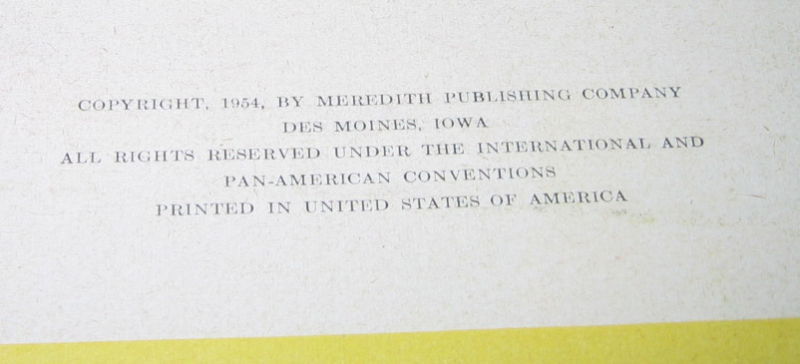 COPYRIGHT, 1954, BY MEREDITH PUBLISHING COMPANY
DES MOINES, IOWA
ALL RIGHTS RESERVED UNDER THE INTERNATIONAL AND
PAN-AMERICAN CONVENTIONS
PRINTED IN UNITED STATES OF AMERICA